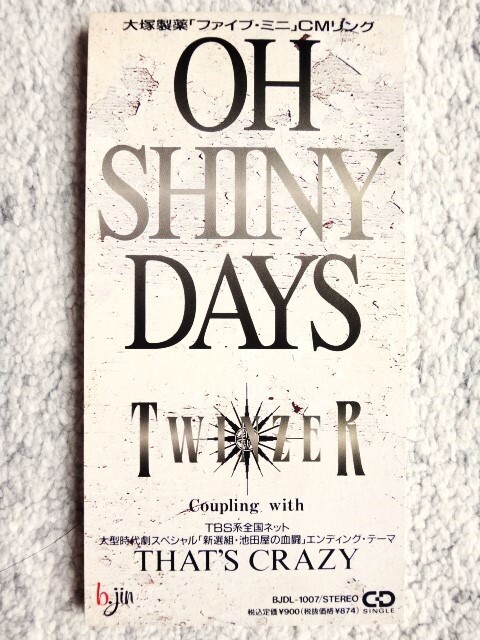 大塚製薬「ファイブ・ミニ」CMソング
OH
SHINY
DAYS
TWINZER
Coupling with
TBS系全国ネット
大型時代劇スペシャル「新選組・池田屋の血闘」エンディング・テーマ
THAT'S CRAZY
b.jin
BJDL-1007/STEREO
税込定価¥900(税抜価格¥874)
CD
SINGLE